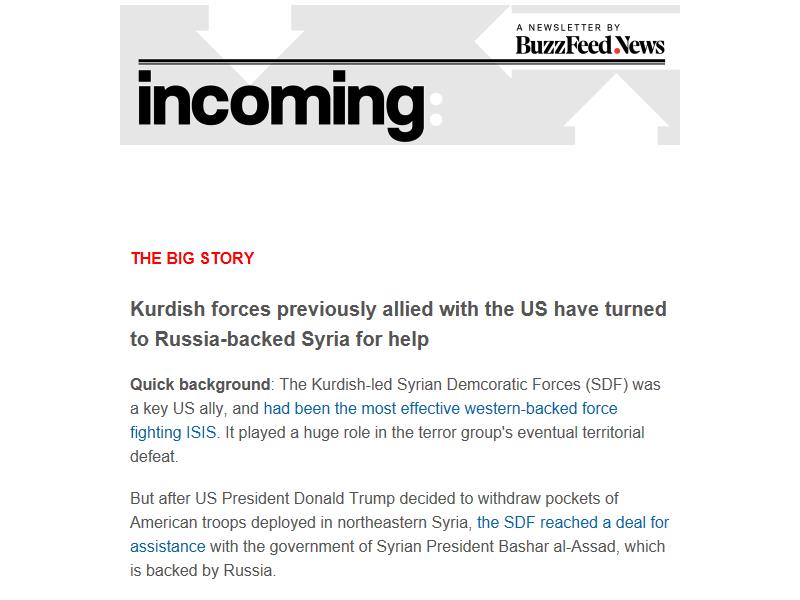 A NEWSLETTER BY
BuzzFeed.News
incoming:
THE BIG STORY
Kurdish forces previously allied with the US have turned
to Russia-backed Syria for help
Quick background: The Kurdish-led Syrian Demcoratic Forces (SDF) was
a key US ally, and had been the most effective western-backed force
fighting ISIS. It played a huge role in the terror group's eventual territorial
defeat.
But after US President Donald Trump decided to withdraw pockets of
American troops deployed in northeastern Syria, the SDF reached a deal for
assistance with the government of Syrian President Bashar al-Assad, which
is backed by Russia.